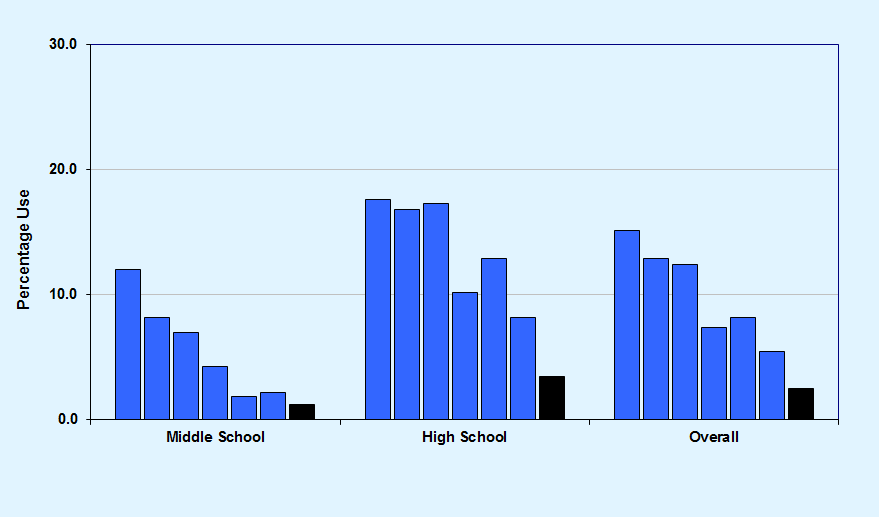 30.0
20.0
10.0
0.0
Percentage Use
Middle School
High School
Overall